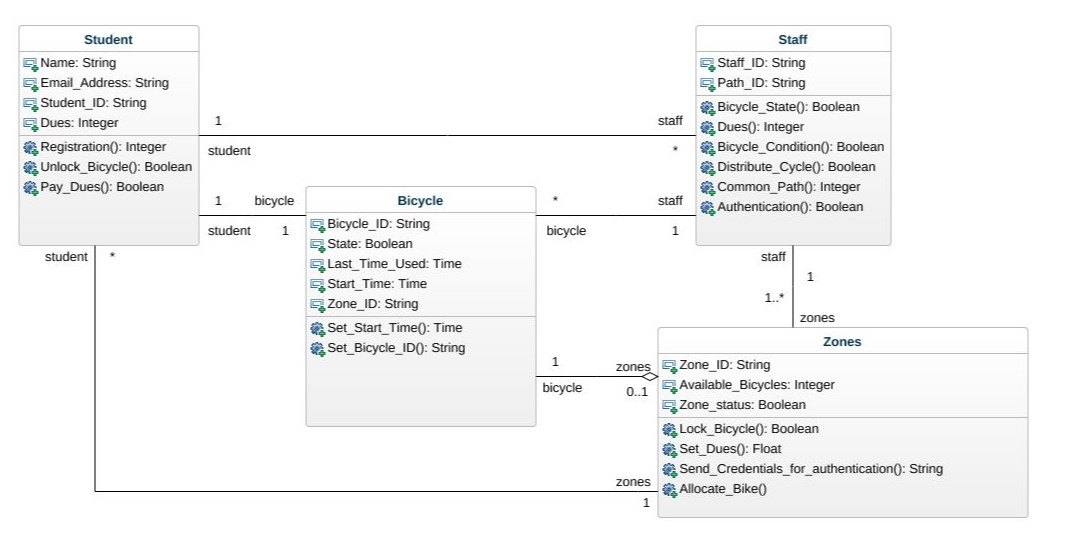 Student
Name: String
Email_Address: String
Student_ID: String
Dues: Integer
Registration(): Integer
Unlock_Bicycle(): Boolean
Pay_Dues(): Boolean
Staff
Staff_ID: String
Path_ID: String
Bicycle_State(): Boolean
Dues(): Integer
Bicycle_Condition(): Boolean
Distribute_Cycle(): Boolean
Common_Path(): Integer
Authentication(): Boolean
1
staff
student
*
1
bicycle
student
1
Bicycle
Bicycle_ID: String
State: Boolean
Last_Time_Used: Time
Start_Time: Time
Zone_ID: String
Set_Start_Time(): Time
Set_Bicycle_ID(): String
*
staff
bicycle
1
student
*
staff
1
1..*
zones
Zones
Zone_ID: String
Available_Bicycles: Integer
Zone_status: Boolean
Lock_Bicycle(): Boolean
Set_Dues(): Float
Send_Credentials_for_authentication(): String
Allocate_Bike()
1
zones
bicycle
0..1
zones
1